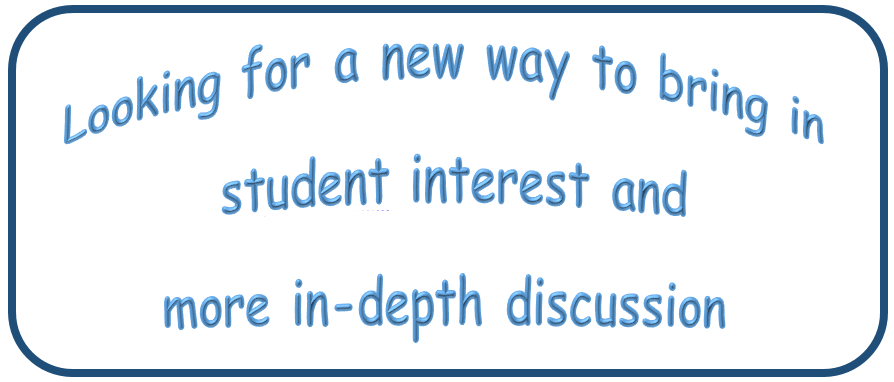 Looking for a new way to bring in
student interest and
more in-depth discussion